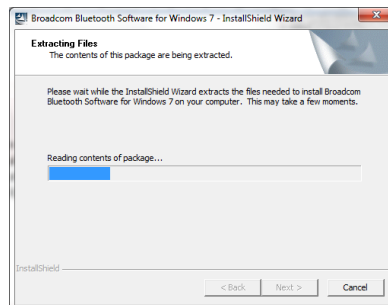 Broadcom Bluetooth Software for Windows 7 - InstallShield Wizard
Extracting Files
The contents of this package are being extracted.
Please wait while the InstallShield Wizard extracts the files needed to install Broadcom
Bluetooth Software for Windows 7 on your computer. This may take a few moments.
Reading contents of package...
InstallShield
< Back
Next >
Cancel